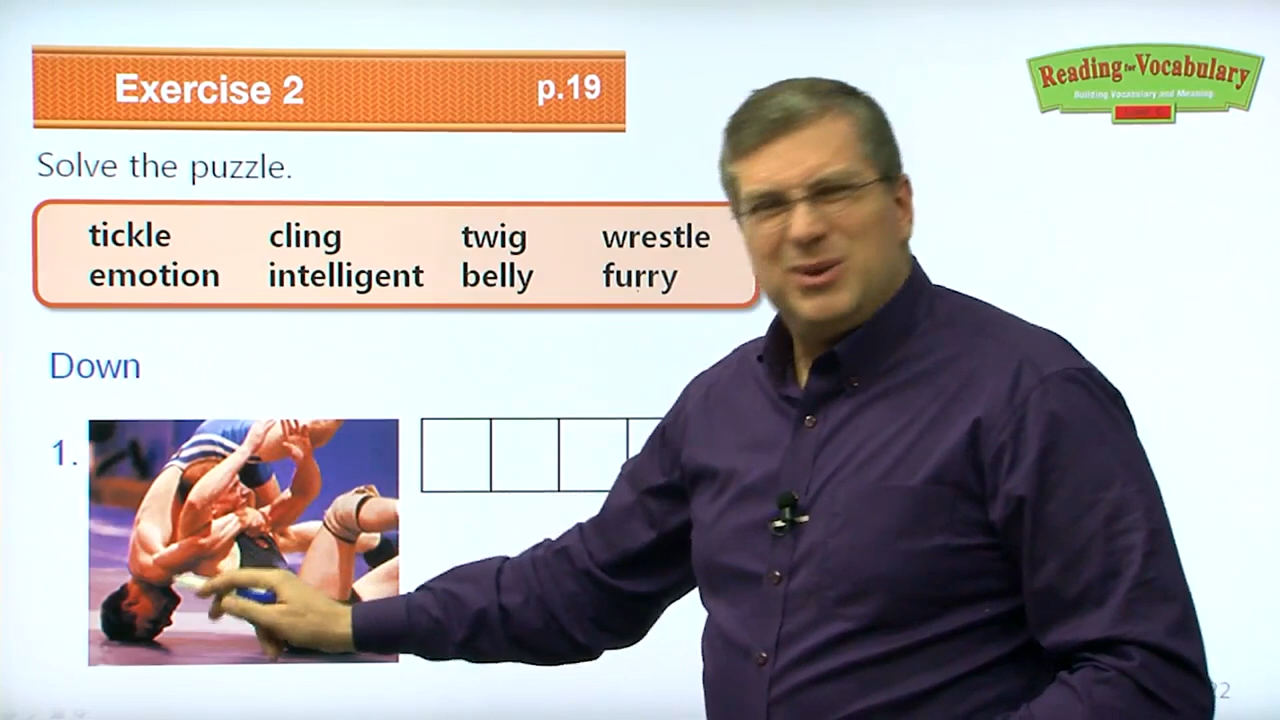 Exercise 2 p.19
Reading for Vocabulary
Building Vocabulary and Meaning
Solve the puzzle.
tickle cling twig wrestle
emotion intelligent belly furry
Down
1.